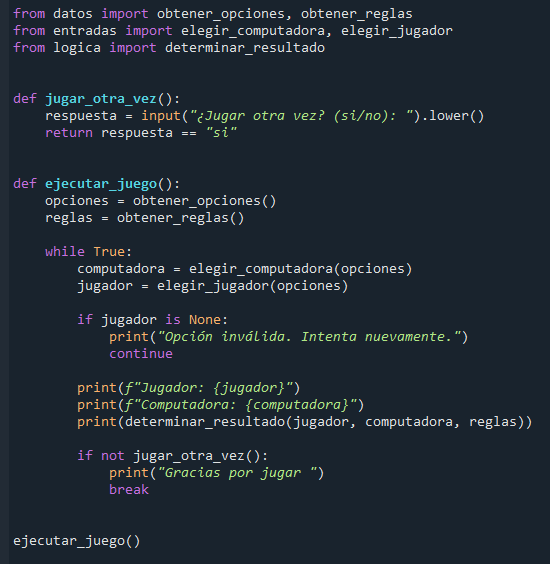 from datos import obtener_opciones, obtener_reglas
from entradas import elegir_computadora, elegir_jugador
from logica import determinar_resultado
def jugar_otra_vez():
    respuesta = input("¿Jugar otra vez? (si/no): ").lower()
    return respuesta == "si"
def ejecutar_juego():
    opciones = obtener_opciones()
    reglas = obtener_reglas()
    while True:
        computadora = elegir_computadora(opciones)
        jugador = elegir_jugador(opciones)
        if jugador is None:
            print("Opción inválida. Intenta nuevamente.")
            continue
        print(f"Jugador: {jugador}")
        print(f"Computadora: {computadora}")
        print(determinar_resultado(jugador, computadora, reglas))
        if not jugar_otra_vez():
            print("Gracias por jugar ")
            break
ejecutar_juego()